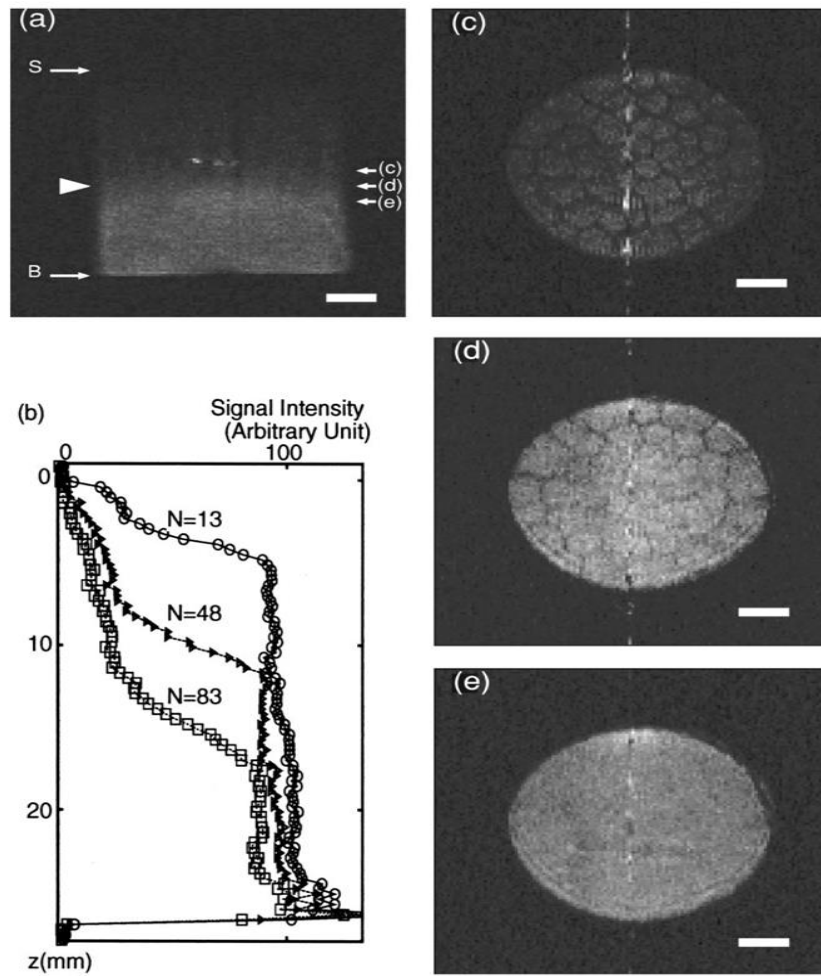 (a)
S
(c)
(d)
(e)
B
(b)
Signal Intensity
(Arbitrary Unit)
0 100
0
N=13
N=48
10
N=83
20
z(mm)
(c)
(d)
(e)